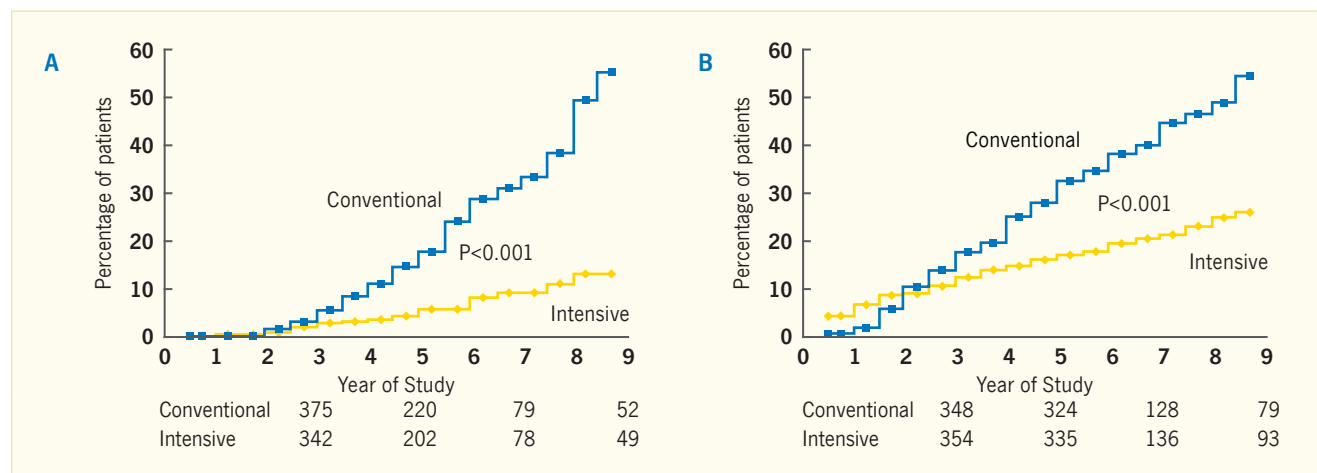 A
Percentage of patients
60
50
40
30
20
10
0
Conventional
P<0.001
Intensive
0 1 2 3 4 5 6 7 8 9
Year of Study
Conventional 375 220 79 52
Intensive 342 202 78 49
B
Percentage of patients
60
50
40
30
20
10
0
Conventional
P<0.001
Intensive
0 1 2 3 4 5 6 7 8 9
Year of Study
Conventional 348 324 128 79
Intensive 354 335 136 93